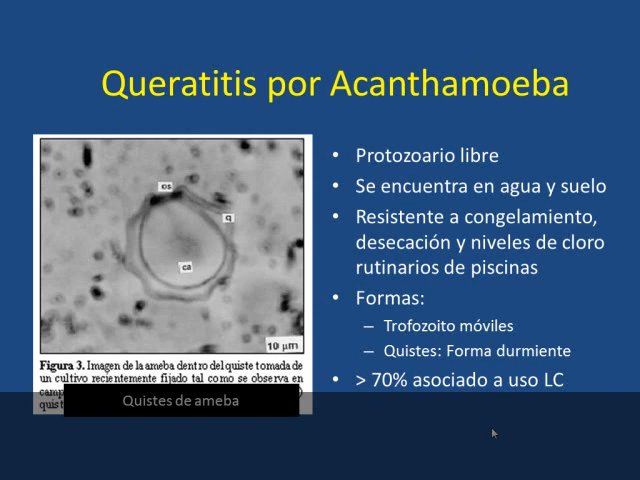 Queratitis por Acanthamoeba
• Protozoario libre
• Se encuentra en agua y suelo
• Resistente a congelamiento,
desecación y niveles de cloro
rutinarios de piscinas
• Formas:
– Trofozoito móviles
– Quistes: Forma durmiente
• > 70% asociado a uso LC
os
q
ca
10 μm
Figura 3. Imagen de la ameba dentro del quiste tomada de
un cultivo recientemente fijado tal como se observa en
Quistes de ameba